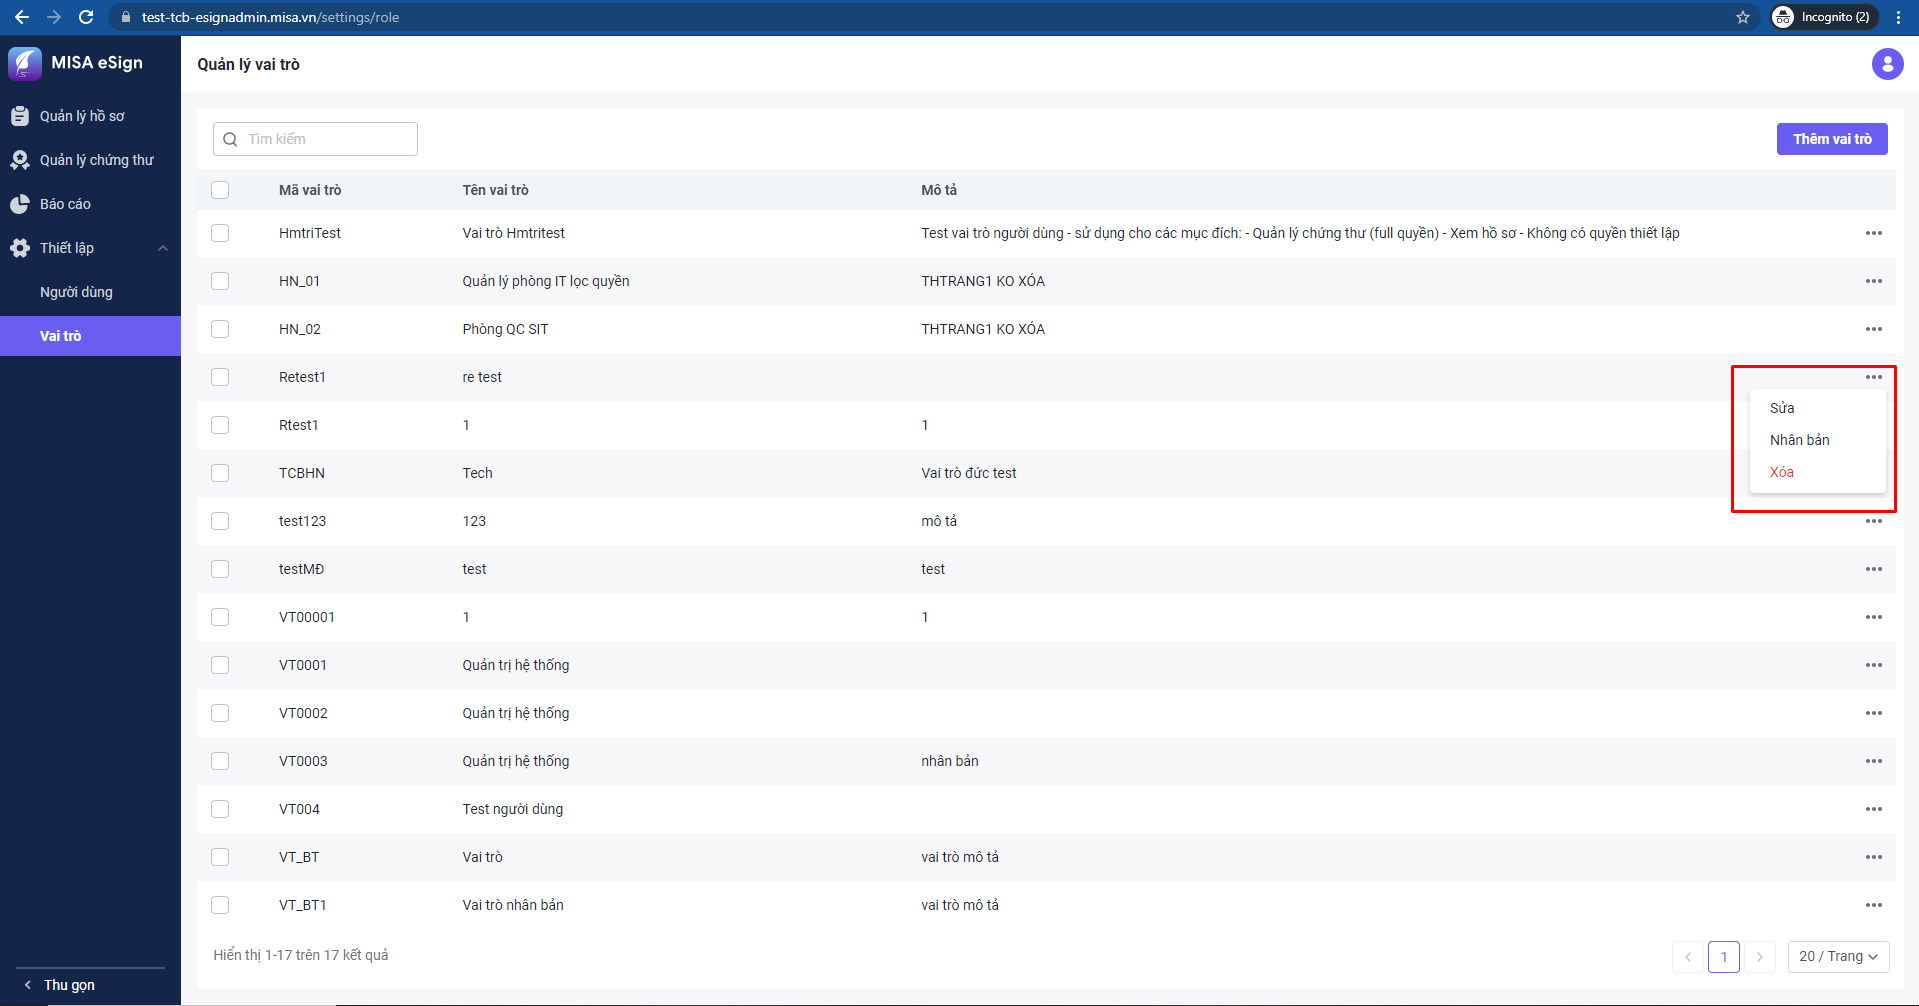 test-tcb-esignadmin.misa.vn/settings/role
Incognito (2)
MISA eSign
Quản lý vai trò
Quản lý hồ sơ
Quản lý chứng thư
Báo cáo
Thiết lập
Người dùng
Vai trò
Thu gọn
Tìm kiếm
Thêm vai trò
Mã vai trò Tên vai trò Mô tả
HmtriTest Vai trò Hmtritest Test vai trò người dùng - sử dụng cho các mục đích: - Quản lý chứng thư (full quyền) - Xem hồ sơ - Không có quyền thiết lập
HN_01 Quản lý phòng IT lọc quyền THTRANG1 KO XÓA
HN_02 Phòng QC SIT THTRANG1 KO XÓA
Retest1 re test
Rtest1 1 1
TCBHN Tech Vai trò đức test
test123 123 mô tả
testMĐ test test
VT00001 1 1
VT0001 Quản trị hệ thống
VT0002 Quản trị hệ thống
VT0003 Quản trị hệ thống nhân bản
VT004 Test người dùng
VT_BT Vai trò vai trò mô tả
VT_BT1 Vai trò nhân bản vai trò mô tả
Sửa
Nhân bản
Xóa
Hiển thị 1-17 trên 17 kết quả
1
20 / Trang